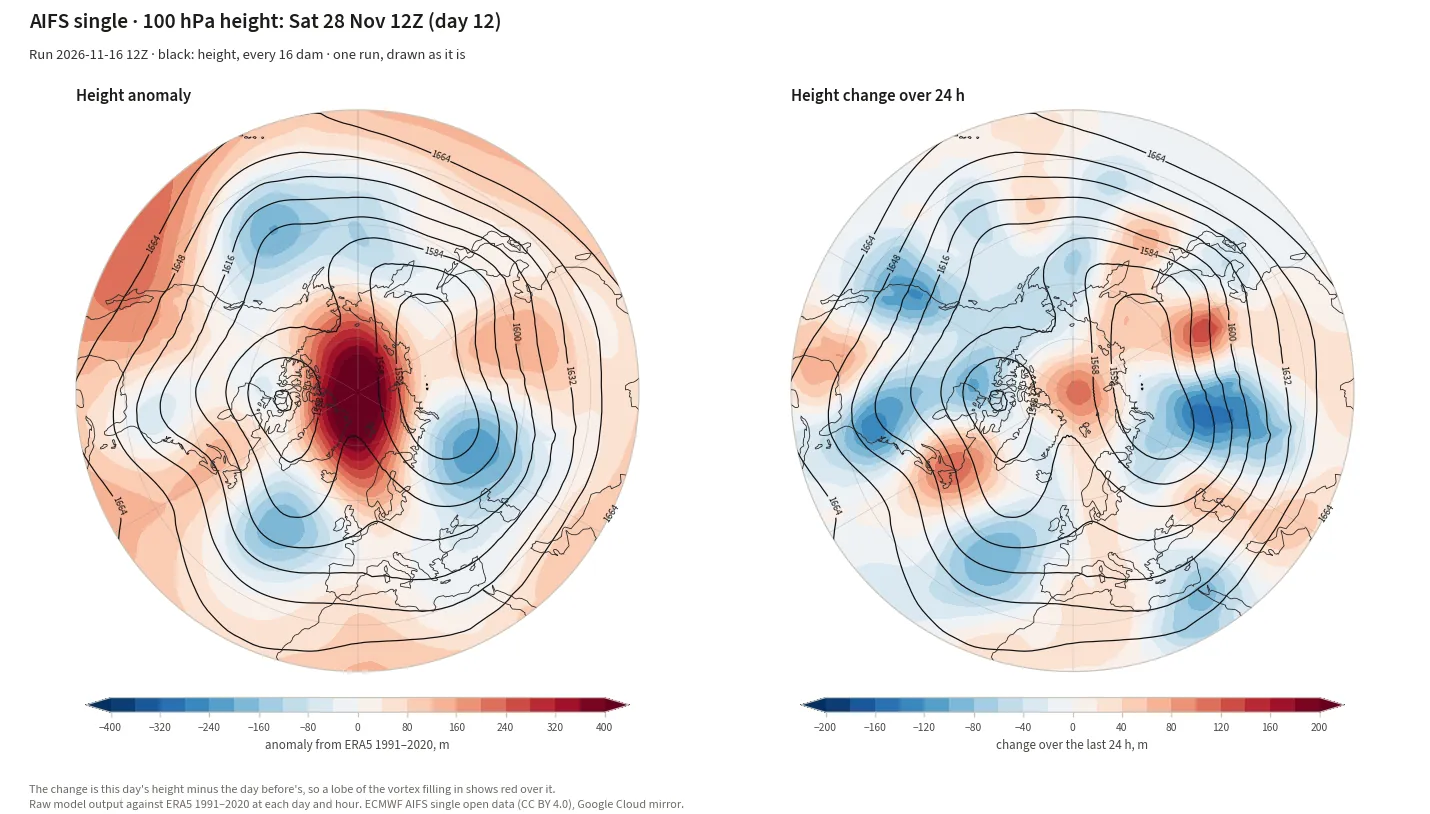 AIFS single · 100 hPa height: Sat 28 Nov 12Z (day 12)
Run 2026-11-16 12Z · black: height, every 16 dam · one run, drawn as it is
Height anomaly
Height change over 24 h
1664
1664
1648
1616
1584
1600
1632
1568
1664
1664
1664
1664
1648
1616
1584
1600
1632
1568
1664
1664
−400 −320 −240 −160 −80 0 80 160 240 320 400
anomaly from ERA5 1991–2020, m
−200 −160 −120 −80 −40 0 40 80 120 160 200
change over the last 24 h, m
The change is this day's height minus the day before's, so a lobe of the vortex filling in shows red over it.
Raw model output against ERA5 1991–2020 at each day and hour. ECMWF AIFS single open data (CC BY 4.0), Google Cloud mirror.